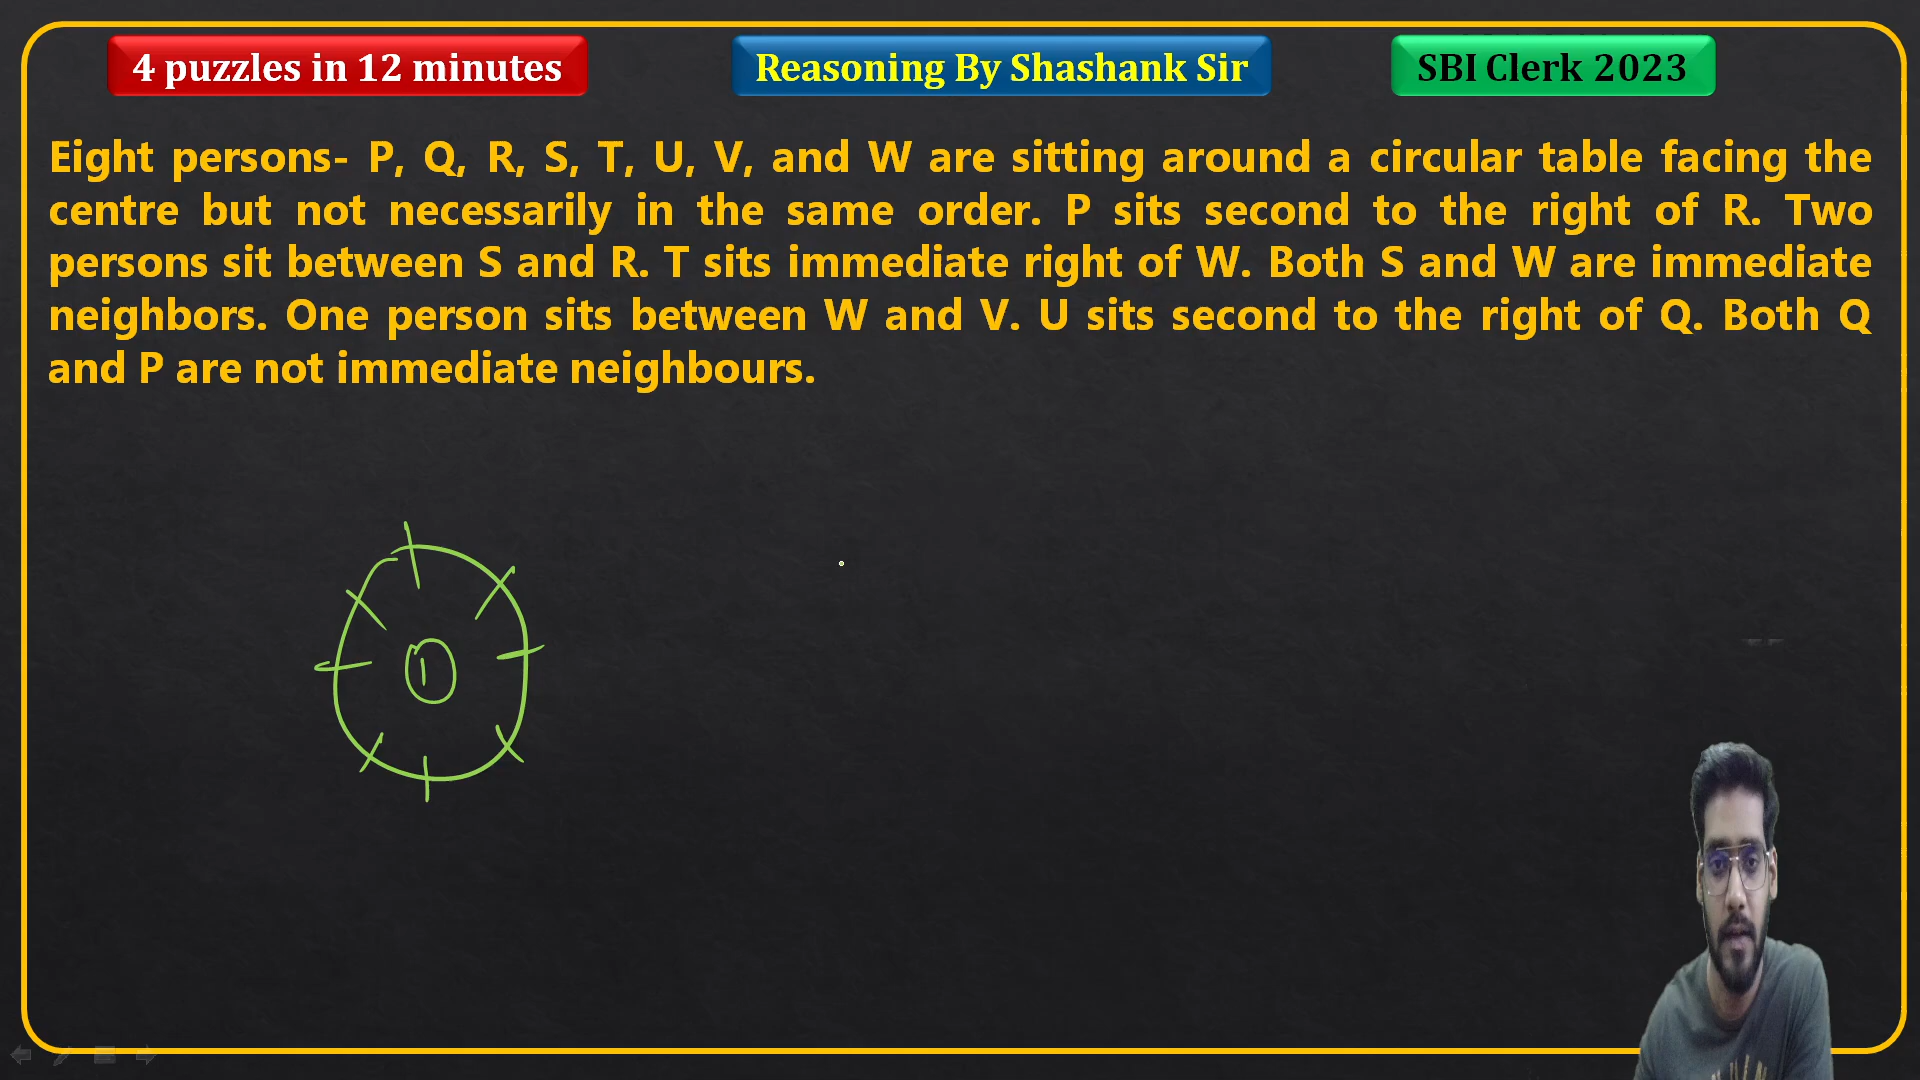 4 puzzles in 12 minutes
Reasoning By Shashank Sir
SBI Clerk 2023
Eight persons- P, Q, R, S, T, U, V, and W are sitting around a circular table facing the
centre but not necessarily in the same order. P sits second to the right of R. Two
persons sit between S and R. T sits immediate right of W. Both S and W are immediate
neighbors. One person sits between W and V. U sits second to the right of Q. Both Q
and P are not immediate neighbours.
1